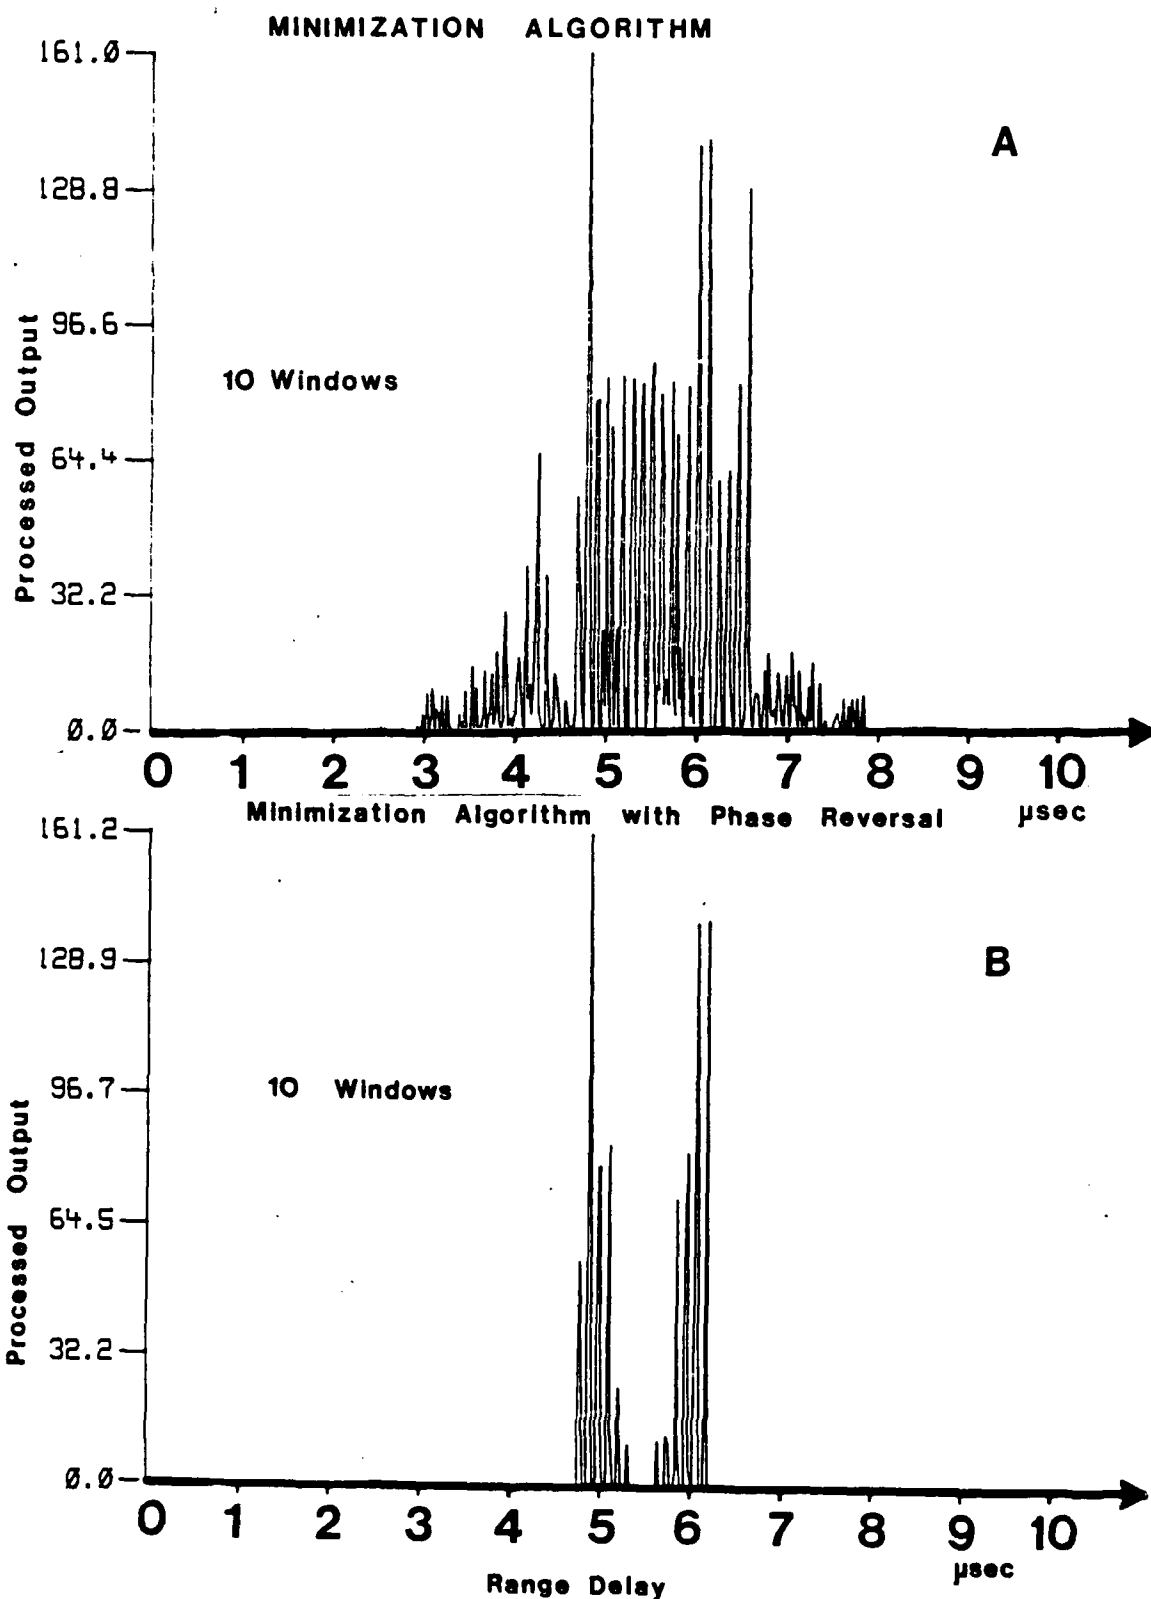 MINIMIZATION ALGORITHM
161.0
A
128.8
96.6
10 Windows
64.4
32.2
0.0
Processed Output
0 1 2 3 4 5 6 7 8 9 10
µsec
Minimization Algorithm with Phase Reversal
161.2
128.9
B
96.7
10 Windows
64.5
32.2
0.0
Processed Output
0 1 2 3 4 5 6 7 8 9 10
µsec
Range Delay